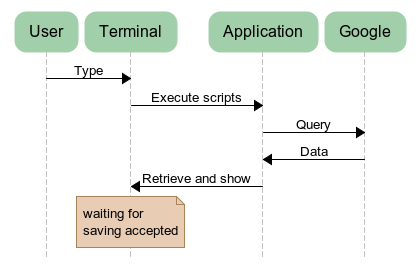 User Terminal Application Google
Type
Execute scripts
Query
Data
Retrieve and show
waiting for
saving accepted